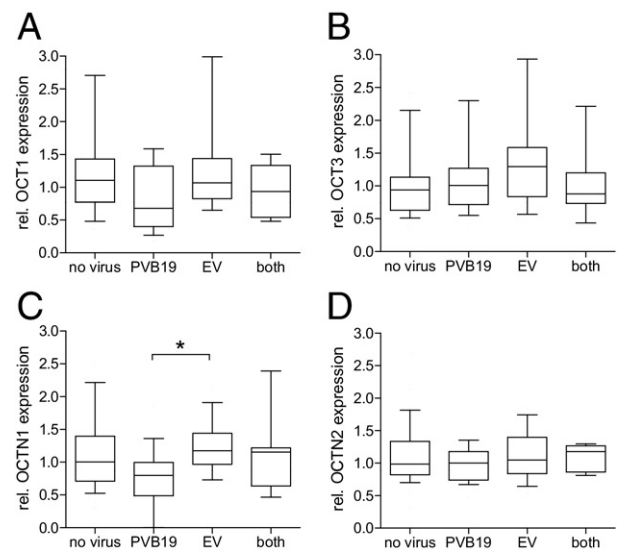 A
rel. OCT1 expression
3.0
2.5
2.0
1.5
1.0
0.5
0.0
no virus PVB19 EV both
B
rel. OCT3 expression
3.0
2.5
2.0
1.5
1.0
0.5
0.0
no virus PVB19 EV both
C
rel. OCTN1 expression
3.0
2.5
2.0
1.5
1.0
0.5
0.0
*
no virus PVB19 EV both
D
rel. OCTN2 expression
3.0
2.5
2.0
1.5
1.0
0.5
0.0
no virus PVB19 EV both